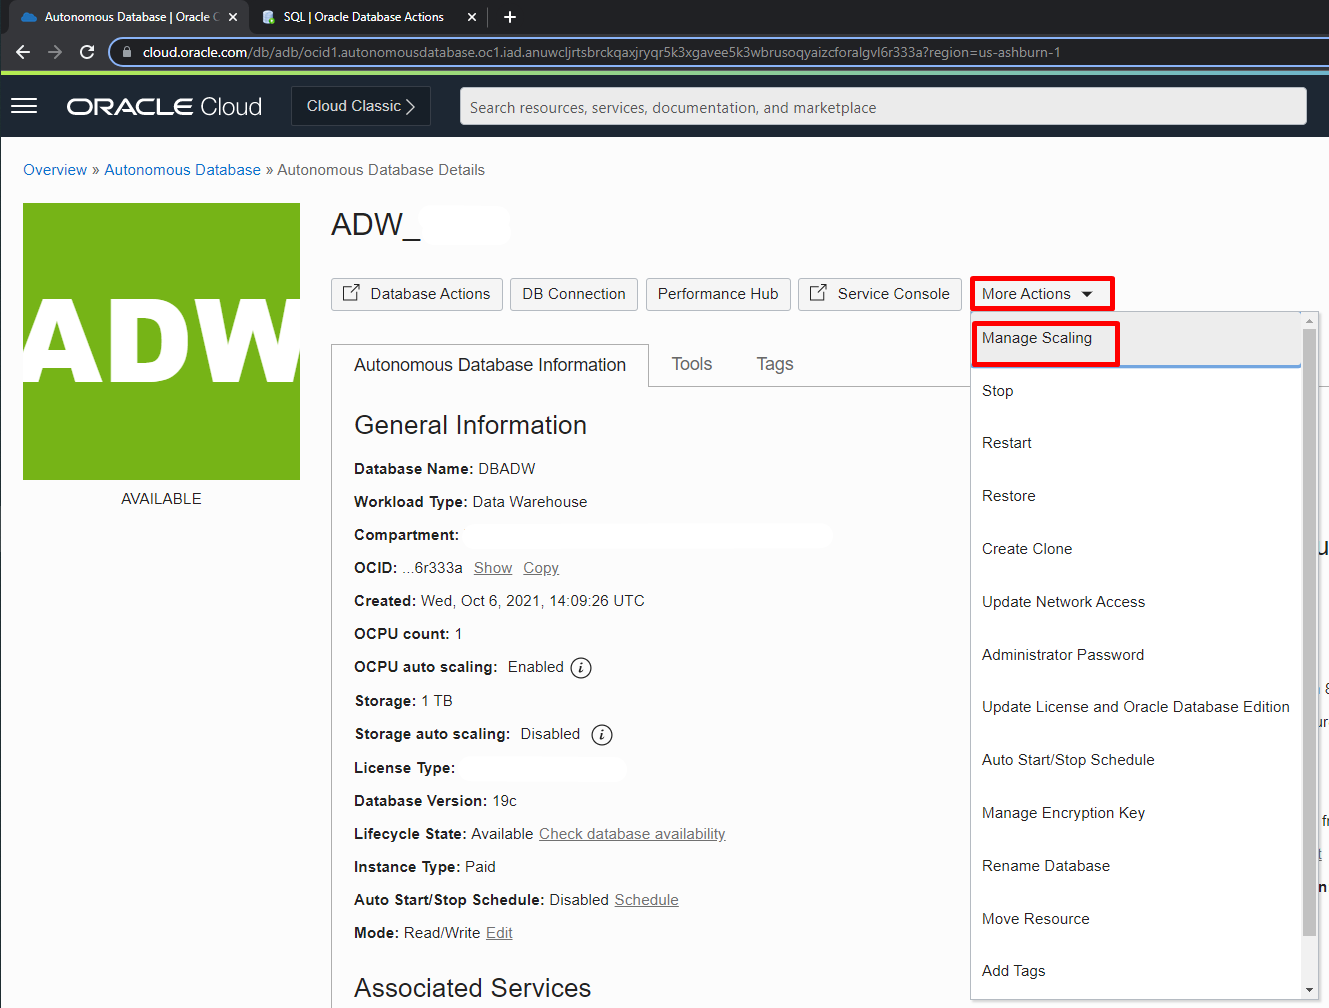 Autonomous Database | Oracle C
SQL | Oracle Database Actions
cloud.oracle.com/db/adb/ocid1.autonomousdatabase.oc1.iad.anuwcljrtsbrckqaxjryqr5k3xgavee5k3wbrusoqyaizcforalgvl6r333a?region=us-ashburn-1
ORACLE Cloud
Cloud Classic
Search resources, services, documentation, and marketplace
Overview » Autonomous Database » Autonomous Database Details
ADW
AVAILABLE
ADW_
Database Actions
DB Connection
Performance Hub
Service Console
More Actions
Manage Scaling
Stop
Restart
Restore
Create Clone
Update Network Access
Administrator Password
Update License and Oracle Database Edition
Auto Start/Stop Schedule
Manage Encryption Key
Rename Database
Move Resource
Add Tags
Autonomous Database Information
Tools
Tags
General Information
Database Name: DBADW
Workload Type: Data Warehouse
Compartment:
OCID: ...6r333a Show Copy
Created: Wed, Oct 6, 2021, 14:09:26 UTC
OCPU count: 1
OCPU auto scaling: Enabled i
Storage: 1 TB
Storage auto scaling: Disabled i
License Type:
Database Version: 19c
Lifecycle State: Available Check database availability
Instance Type: Paid
Auto Start/Stop Schedule: Disabled Schedule
Mode: Read/Write Edit
Associated Services